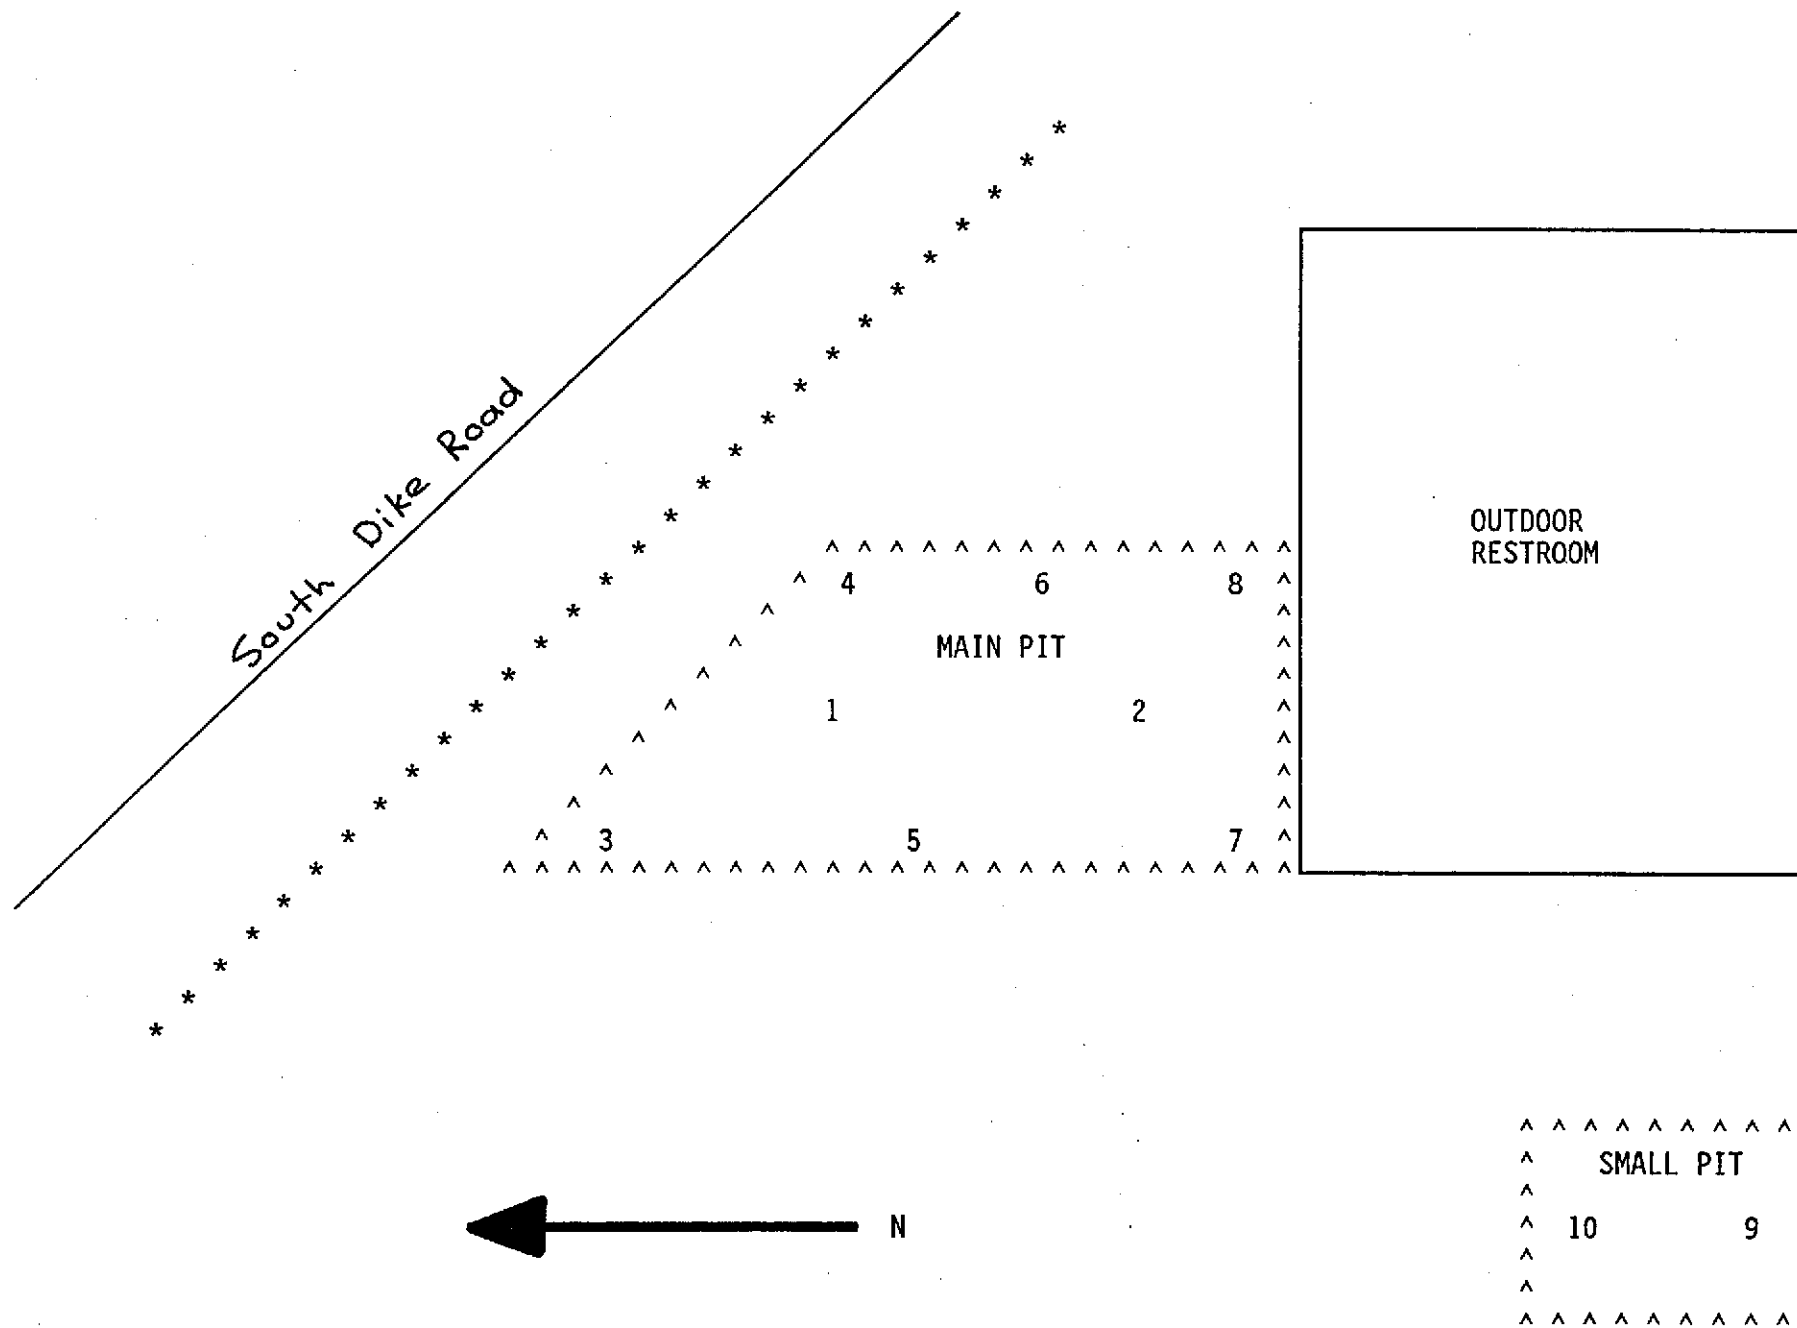 South Dike Road
OUTDOOR
RESTROOM
4 6 8
MAIN PIT
1 2
3 5 7
SMALL PIT
N
10 9